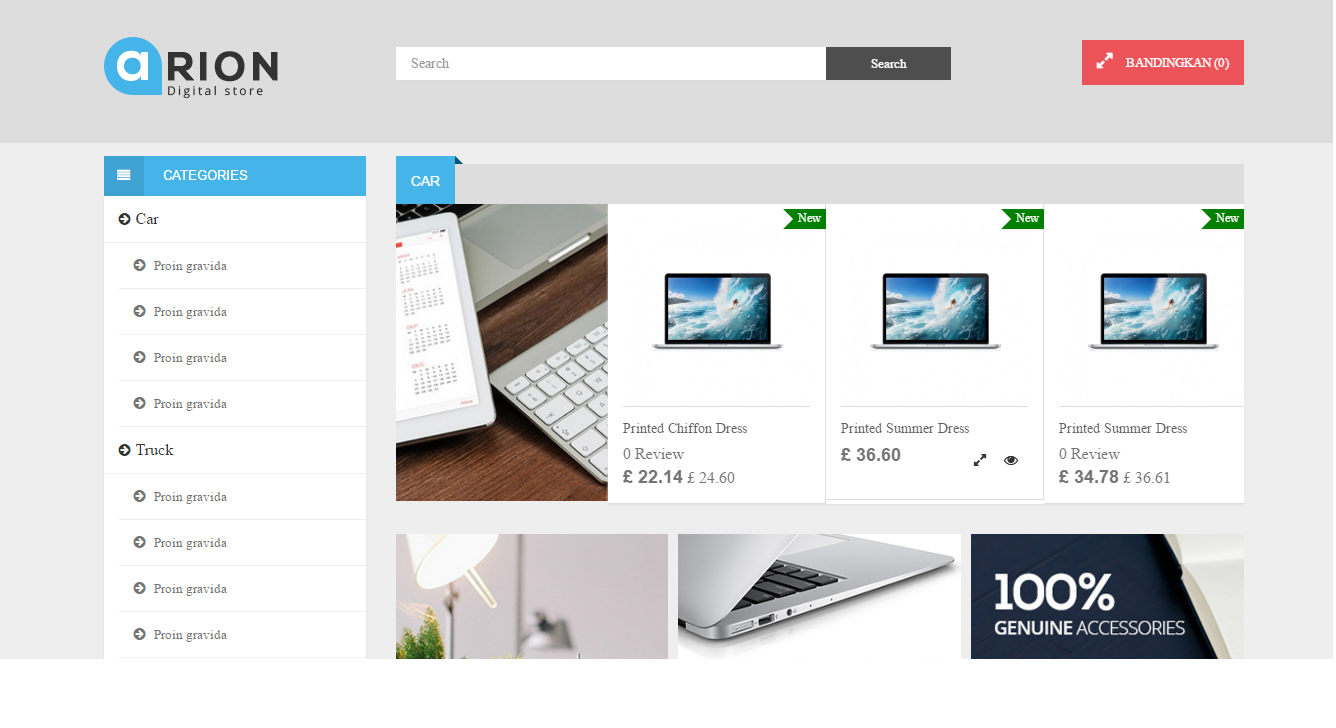 aRION
Digital store
Search
Search
BANDINGKAN (0)
CATEGORIES
Car
Proin gravida
Proin gravida
Proin gravida
Proin gravida
Truck
Proin gravida
Proin gravida
Proin gravida
Proin gravida
CAR
New
New
New
Printed Chiffon Dress
0 Review
£ 22.14 £ 24.60
Printed Summer Dress
£ 36.60
Printed Summer Dress
0 Review
£ 34.78 £ 36.61
100%
GENUINE ACCESSORIES